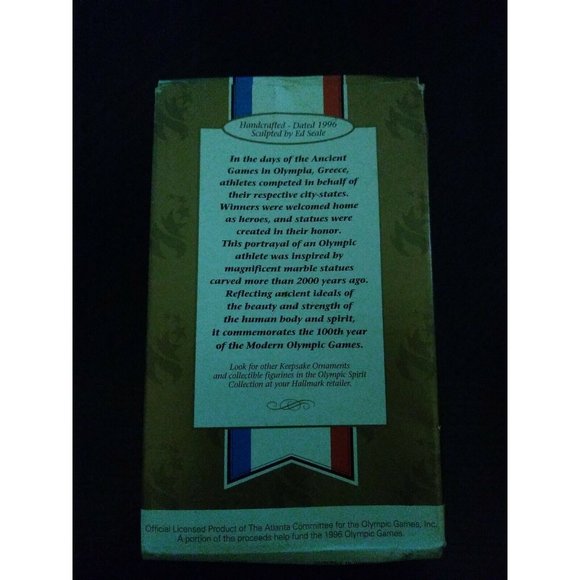 Handcrafted - Dated 1996
Sculpted by Ed Seale
In the days of the Ancient
Games in Olympia, Greece,
athletes competed in behalf of
their respective city-states.
Winners were welcomed home
as heroes, and statues were
created in their honor.
This portrayal of an Olympic
athlete was inspired by
magnificent marble statues
carved more than 2000 years ago.
Reflecting ancient ideals of
the beauty and strength of
the human body and spirit,
it commemorates the 100th year
of the Modern Olympic Games.
Look for other Keepsake Ornaments
and collectible figurines in the Olympic Spirit
Collection at your Hallmark retailer.
Official Licensed Product of The Atlanta Committee for the Olympic Games, Inc.
A portion of the proceeds help fund the 1996 Olympic Games.